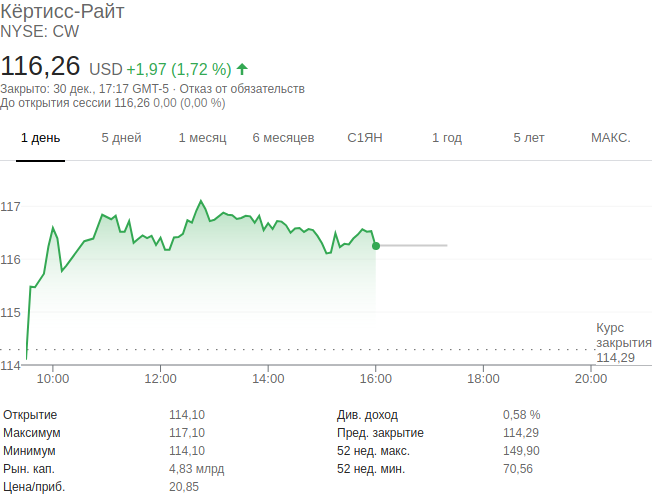 Кёртисс-Райт
NYSE: CW
116,26 USD +1,97 (1,72 %)
Закрыто: 30 дек., 17:17 GMT-5 · Отказ от обязательств
До открытия сессии 116,26 0,00 (0,00 %)
1 день 5 дней 1 месяц 6 месяцев С1ЯН 1 год 5 лет МАКС.
117
116
115
Курс
закрытия
114,29
114
10:00 12:00 14:00 16:00 18:00 20:00
Открытие 114,10 Див. доход 0,58 %
Максимум 117,10 Пред. закрытие 114,29
Минимум 114,10 52 нед. макс. 149,90
Рын. кап. 4,83 млрд 52 нед. мин. 70,56
Цена/приб. 20,85